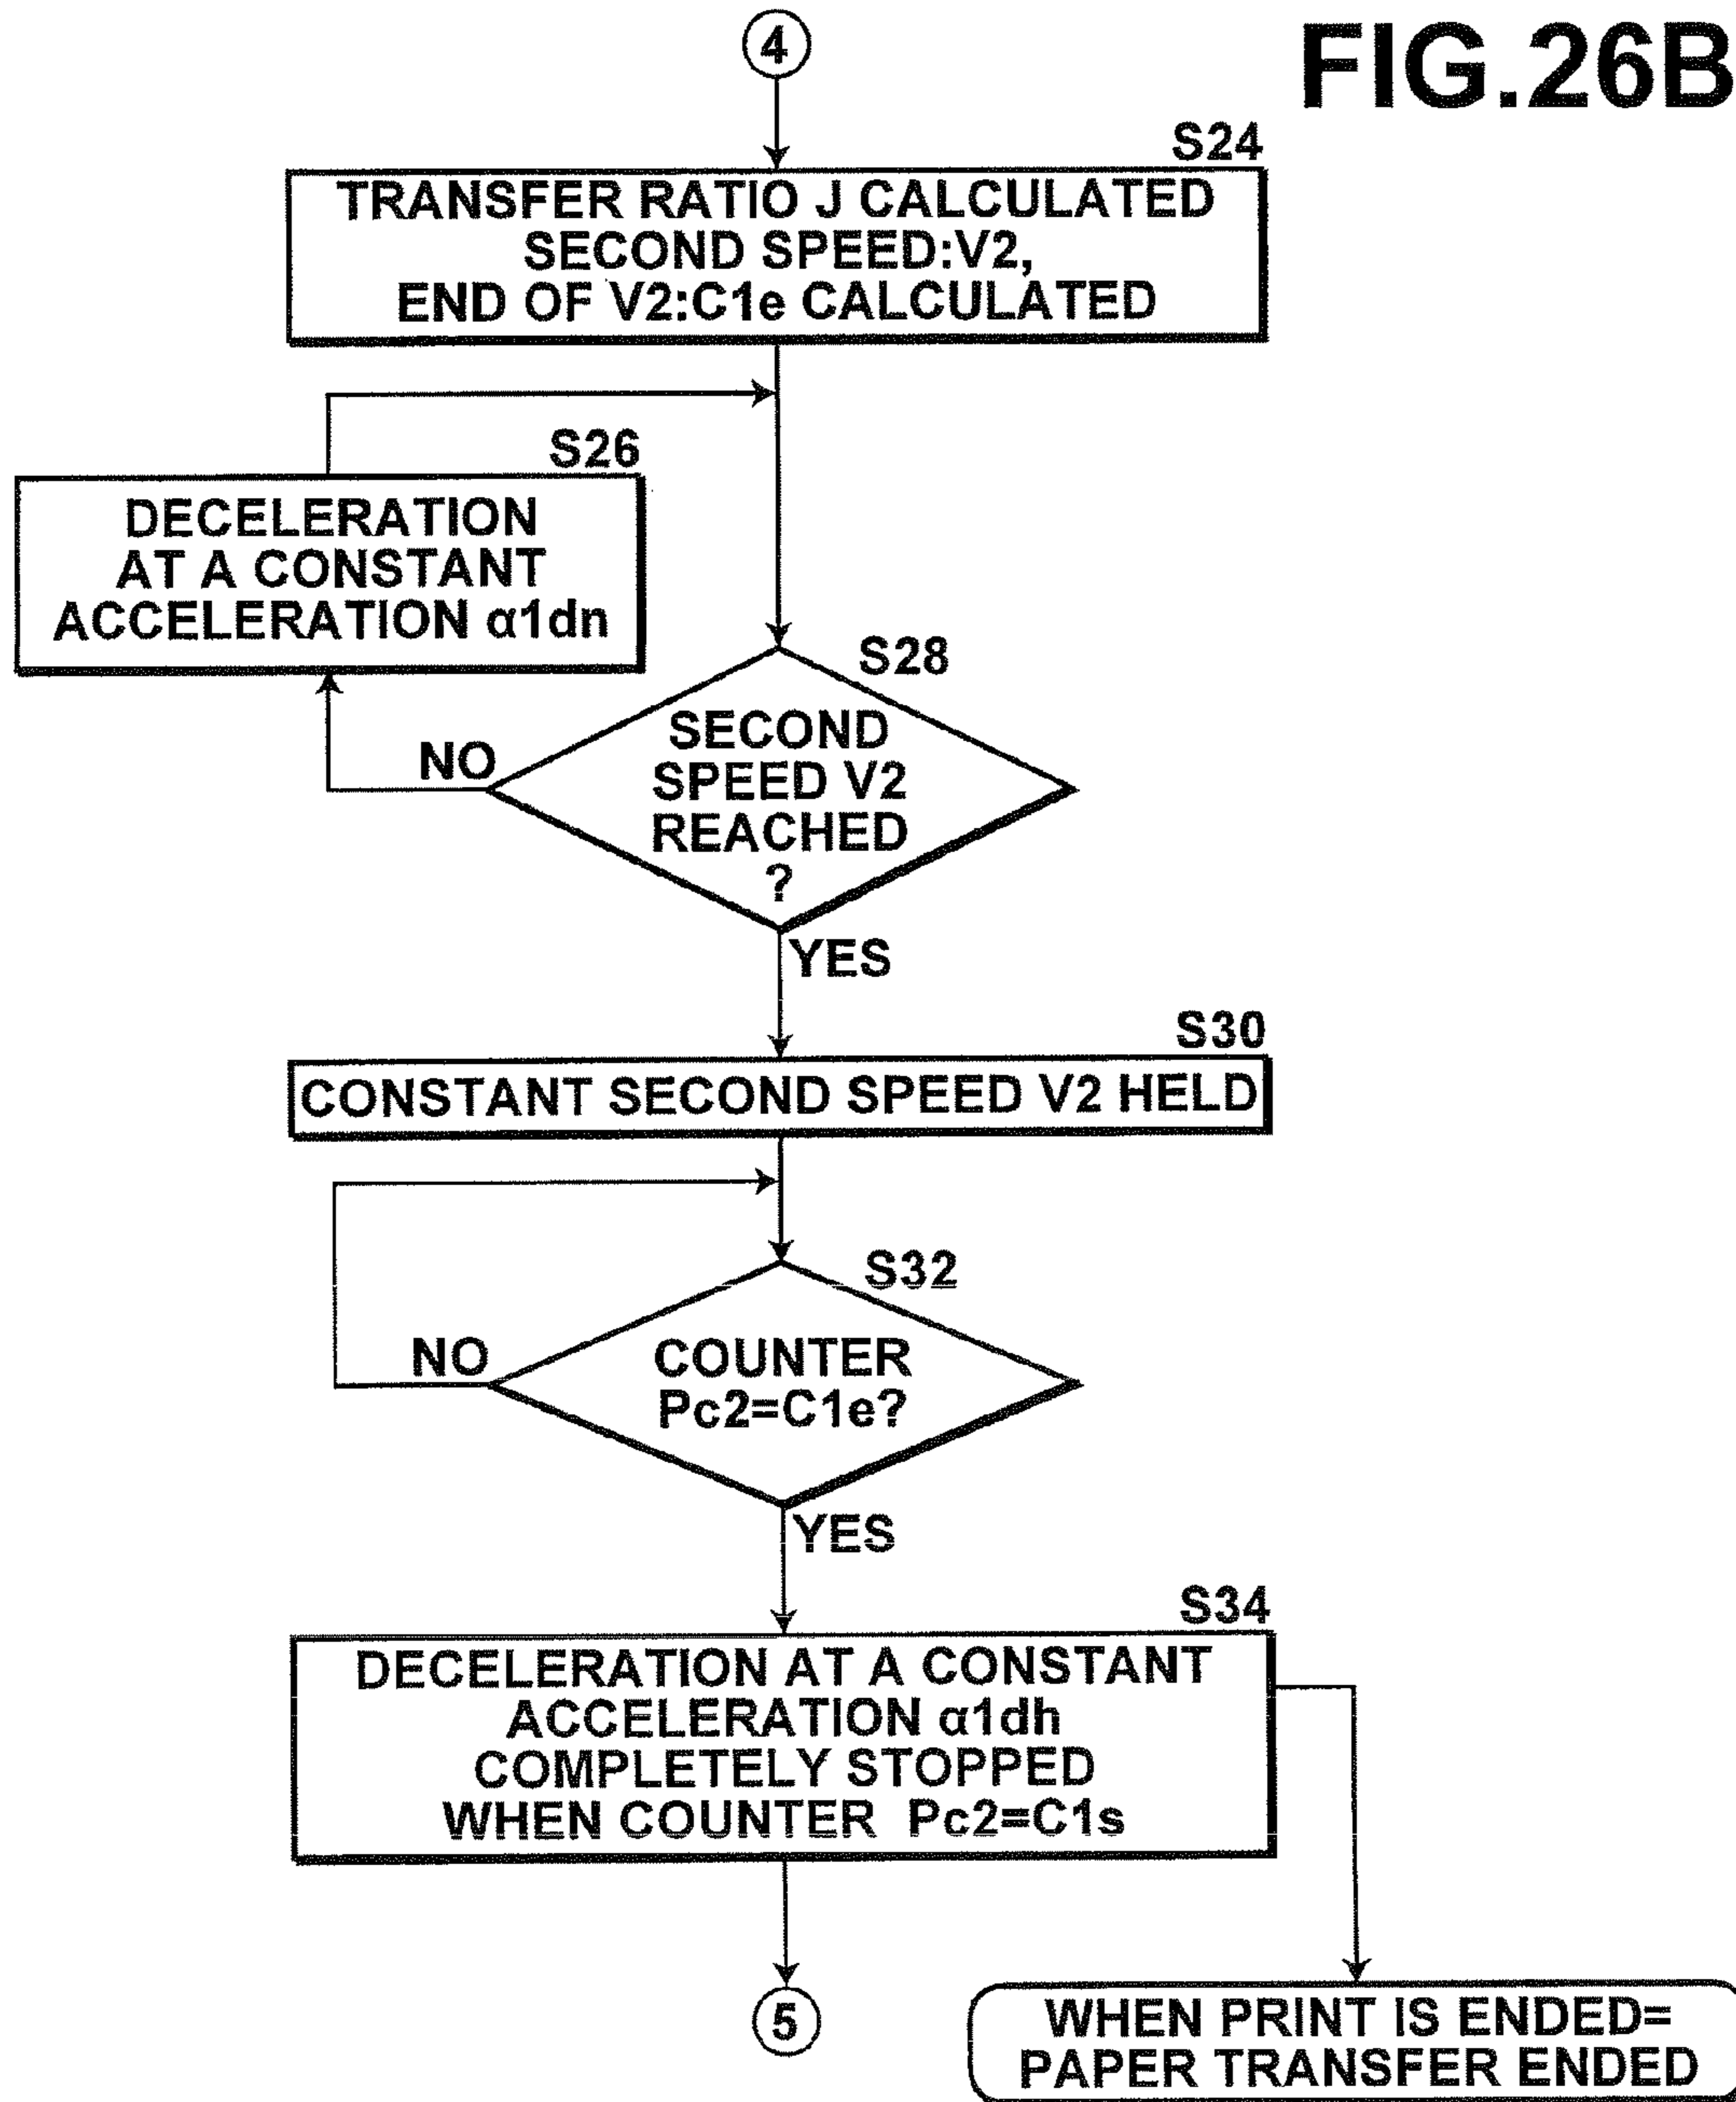 4
FIG.26B
S24
TRANSFER RATIO J CALCULATED
SECOND SPEED:V2,
END OF V2:C1e CALCULATED
S26
DECELERATION
AT A CONSTANT
ACCELERATION α1dn
S28
SECOND
SPEED V2
REACHED
?
NO
YES
S30
CONSTANT SECOND SPEED V2 HELD
S32
COUNTER
Pc2=C1e?
NO
YES
S34
DECELERATION AT A CONSTANT
ACCELERATION α1dh
COMPLETELY STOPPED
WHEN COUNTER Pc2=C1s
5
WHEN PRINT IS ENDED=
PAPER TRANSFER ENDED